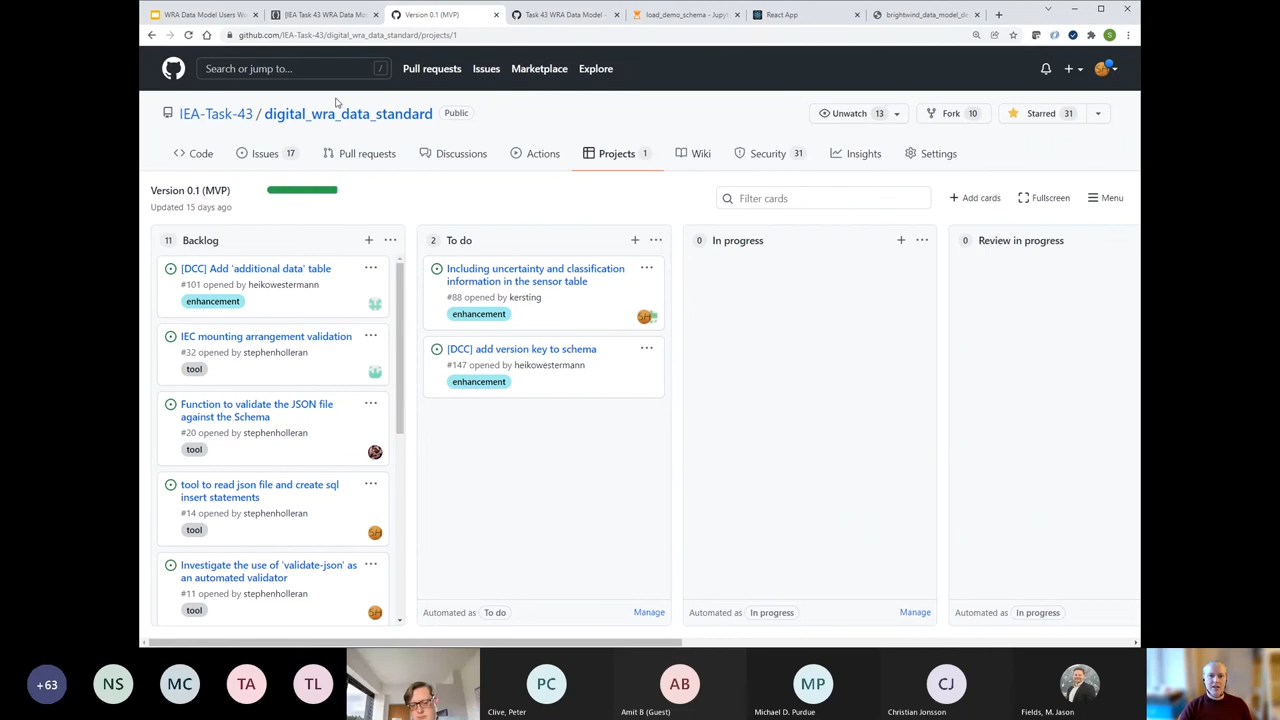 WRA Data Model Users Wo
[IEA Task 43 WRA Data Mo
Version 0.1 (MVP)
Task 43 WRA Data Model -
load_demo_schema - Jupyt
React App
brightwind_data_model_de
github.com/IEA-Task-43/digital_wra_data_standard/projects/1
S
Search or jump to...
/
Pull requests
Issues
Marketplace
Explore
IEA-Task-43 / digital_wra_data_standard
Public
Unwatch 13
Fork 10
Starred 31
Code
Issues 17
Pull requests
Discussions
Actions
Projects 1
Wiki
Security 31
Insights
Settings
Version 0.1 (MVP)
Updated 15 days ago
Filter cards
+ Add cards
Fullscreen
Menu
11 Backlog
[DCC] Add 'additional data' table
#101 opened by heikowestermann
enhancement
IEC mounting arrangement validation
#32 opened by stephenholleran
tool
Function to validate the JSON file
against the Schema
#20 opened by stephenholleran
tool
tool to read json file and create sql
insert statements
#14 opened by stephenholleran
tool
Investigate the use of 'validate-json' as
an automated validator
#11 opened by stephenholleran
tool
2 To do
Including uncertainty and classification
information in the sensor table
#88 opened by kersting
enhancement
[DCC] add version key to schema
#147 opened by heikowestermann
enhancement
Automated as To do
Manage
0 In progress
Automated as In progress
Manage
0 Review in progress
Automated as In progress
+63
NS
MC
TA
TL
PC
Clive, Peter
AB
Amit B (Guest)
MP
Michael D. Purdue
CJ
Christian Jonsson
Fields, M. Jason